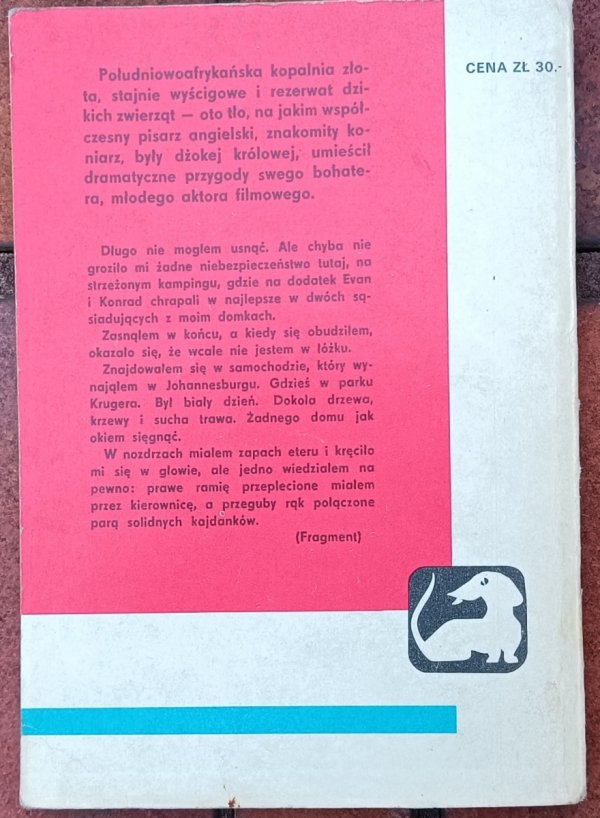 Południowoafrykańska kopalnia zło-
ta, stajnie wyścigowe i rezerwat dzi-
kich zwierząt — oto tło, na jakim współ-
czesny pisarz angielski, znakomity ko-
niarz, były dżokej królowej, umieścił
dramatyczne przygody swego bohate-
ra, młodego aktora filmowego.
CENA ZŁ 30.-
Długo nie mogłem usnąć. Ale chyba nie
groziło mi żadne niebezpieczeństwo tutaj, na
strzeżonym kampingu, gdzie na dodatek Evan
i Konrad chrapali w najlepsze w dwóch są-
siadujących z moim domkach.
Zasnąłem w końcu, a kiedy się obudziłem,
okazało się, że wcale nie jestem w łóżku.
Znajdowałem się w samochodzie, który wy-
nająłem w Johannesburgu. Gdzieś w parku
Krugera. Był biały dzień. Dokoła drzewa,
krzewy i sucha trawa. Żadnego domu jak
okiem sięgnąć.
W nozdrzach miałem zapach eteru i kręciło
mi się w głowie, ale jedno wiedziałem na
pewno: prawe ramię przeplecione miałem
przez kierownicę, a przeguby rąk połączone
parą solidnych kajdanków.
(Fragment)